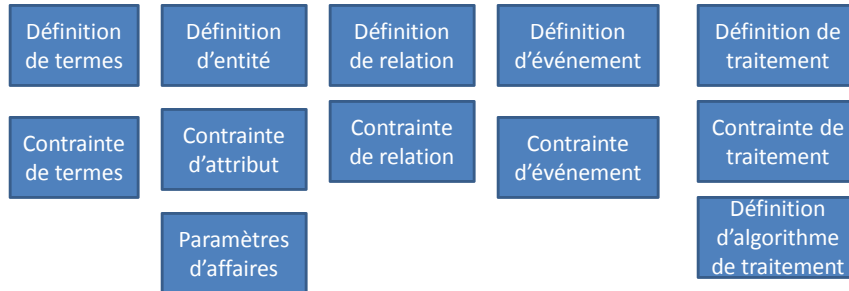 Définition
de termes
Définition
d'entité
Définition
de relation
Définition
d'événement
Définition de
traitement
Contrainte
de termes
Contrainte
d'attribut
Contrainte
de relation
Contrainte
d'événement
Contrainte de
traitement
Paramètres
d'affaires
Définition
d'algorithme
de traitement